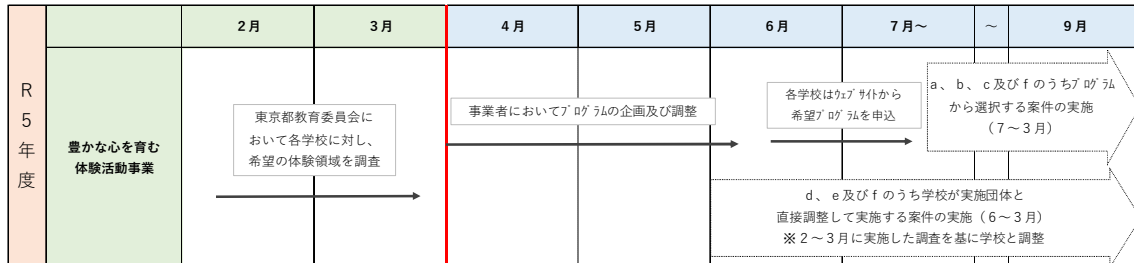 2月
3月
4月
5月
6月
7月～
～
9月
R5年度
豊かな心を育む
体験活動事業
東京都教育委員会に
おいて各学校に対し、
希望の体験領域を調査
事業者においてﾌﾟﾛｸﾞﾗﾑの企画及び調整
各学校はｳｪﾌﾞｻｲﾄから
希望ﾌﾟﾛｸﾞﾗﾑを申込
a、b、c及びfのうちﾌﾟﾛｸﾞﾗﾑ
から選択する案件の実施
（7～3月）
d、e及びfのうち学校が実施団体と
直接調整して実施する案件の実施（6～3月）
※2～3月に実施した調査を基に学校と調整